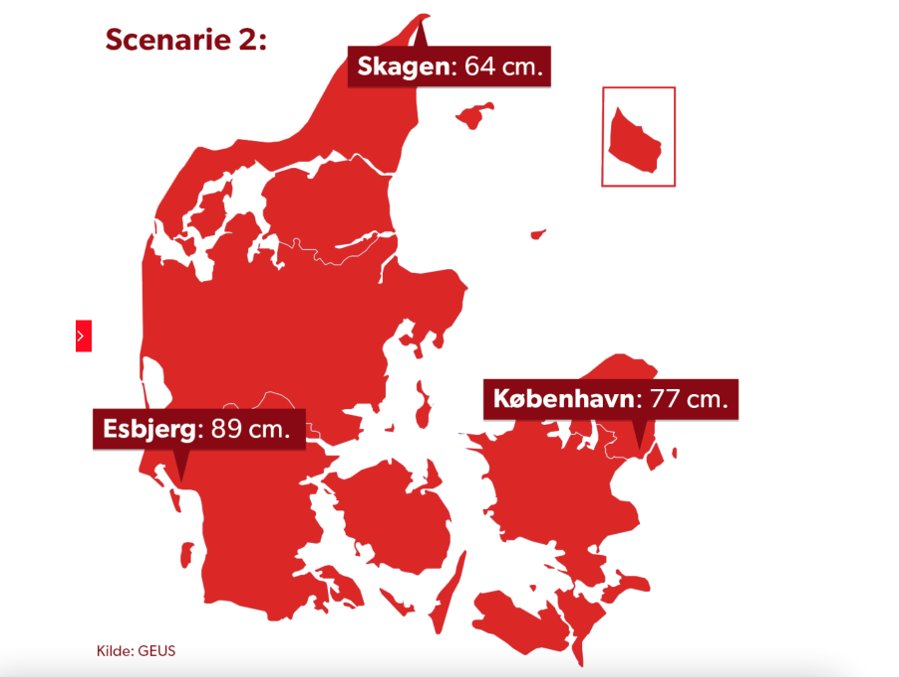 Scenarie 2:
Skagen: 64 cm.
København: 77 cm.
Esbjerg: 89 cm.
Kilde: GEUS